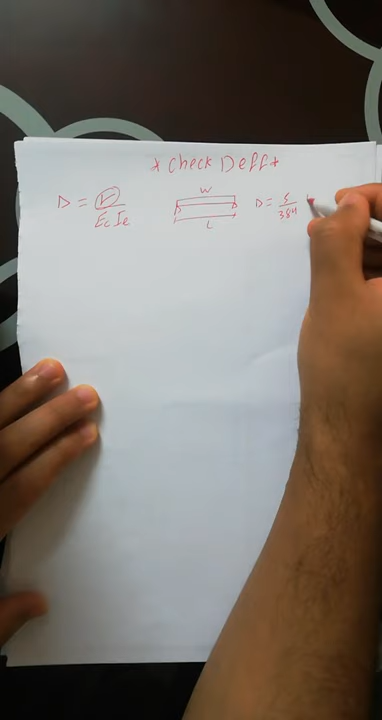 * Check Deff *
W
D = ✓ / Ec Ie
D = 5 / 384
L